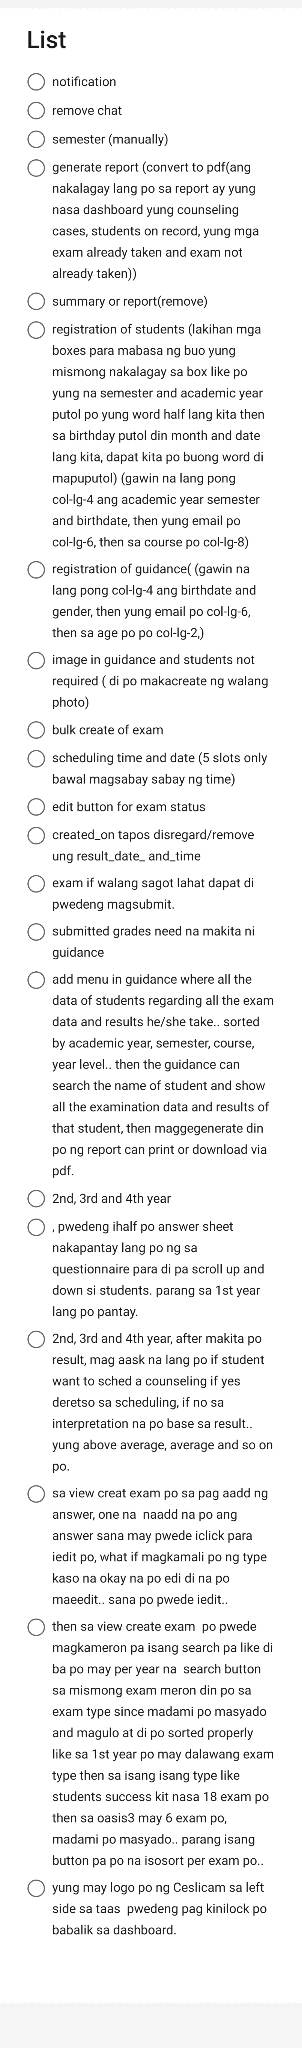 List
notification
remove chat
semester (manually)
generate report (convert to pdf(ang
nakalagay lang po sa report ay yung
nasa dashboard yung counseling
cases, students on record, yung mga
exam already taken and exam not
already taken))
summary or report(remove)
registration of students (lakihan mga
boxes para mabasa ng buo yung
mismong nakalagay sa box like po
yung na semester and academic year
putol po yung word half lang kita then
sa birthday putol din month and date
lang kita, dapat kita po buong word di
mapuputol) (gawin na lang pong
col-lg-4 ang academic year semester
and birthdate, then yung email po
col-lg-6, then sa course po col-lg-8)
registration of guidance( (gawin na
lang pong col-lg-4 ang birthdate and
gender, then yung email po col-lg-6,
then sa age po po col-lg-2,)
image in guidance and students not
required ( di po makacreate ng walang
photo)
bulk create of exam
scheduling time and date (5 slots only
bawal magsabay sabay ng time)
edit button for exam status
created_on tapos disregard/remove
ung result_date_ and_time
exam if walang sagot lahat dapat di
pwedeng magsubmit.
submitted grades need na makita ni
guidance
add menu in guidance where all the
data of students regarding all the exam
data and results he/she take.. sorted
by academic year, semester, course,
year level.. then the guidance can
search the name of student and show
all the examination data and results of
that student, then maggegenerate din
po ng report can print or download via
pdf.
2nd, 3rd and 4th year
, pwedeng ihalf po answer sheet
nakapantay lang po ng sa
questionnaire para di pa scroll up and
down si students. parang sa 1st year
lang po pantay.
2nd, 3rd and 4th year, after makita po
result, mag aask na lang po if student
want to sched a counseling if yes
deretso sa scheduling, if no sa
interpretation na po base sa result..
yung above average, average and so on
po.
sa view creat exam po sa pag aadd ng
answer, one na  naadd na po ang
answer sana may pwede iclick para
iedit po, what if magkamali po ng type
kaso na okay na po edi di na po
maeedit.. sana po pwede iedit..
then sa view create exam  po pwede
magkameron pa isang search pa like di
ba po may per year na  search button
sa mismong exam meron din po sa
exam type since madami po masyado
and magulo at di po sorted properly
like sa 1st year po may dalawang exam
type then sa isang isang type like
students success kit nasa 18 exam po
then sa oasis3 may 6 exam po,
madami po masyado.. parang isang
button pa po na isosort per exam po..
yung may logo po ng Ceslicam sa left
side sa taas  pwedeng pag kinilock po
babalik sa dashboard.